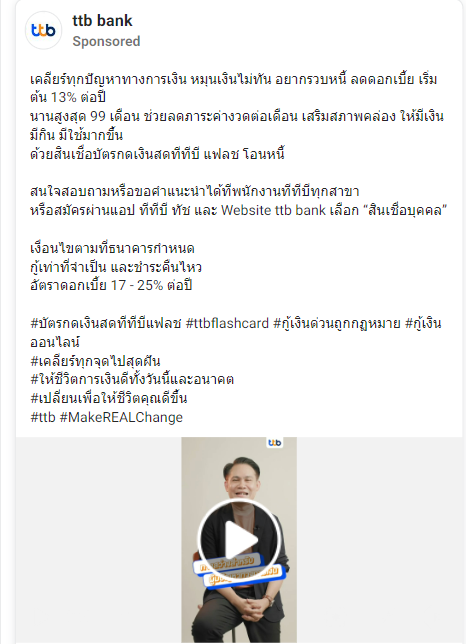 ttb
ttb bank
Sponsored
เคลียร์ทุกปัญหาทางการเงิน หมุนเงินไม่ทัน อยากรวบหนี้ ลดดอกเบี้ย เริ่ม
ต้น 13% ต่อปี
นานสูงสุด 99 เดือน ช่วยลดภาระค่างวดต่อเดือน เสริมสภาพคล่อง ให้มีเงิน
มีกิน มีใช้มากขึ้น
ด้วยสินเชื่อบัตรกดเงินสดทีทีบี แฟลช โอนหนี้
สนใจสอบถามหรือขอคำแนะนำได้ที่พนักงานทีทีบีทุกสาขา
หรือสมัครผ่านแอป ทีทีบี ทัช และ Website ttb bank เลือก “สินเชื่อบุคคล”
เงื่อนไขตามที่ธนาคารกำหนด
กู้เท่าที่จำเป็น และชำระคืนไหว
อัตราดอกเบี้ย 17 - 25% ต่อปี
#บัตรกดเงินสดทีทีบีแฟลช #ttbflashcard #กู้เงินด่วนถูกกฎหมาย #กู้เงิน
ออนไลน์
#เคลียร์ทุกจุดไปสุดฝัน
#ให้ชีวิตการเงินดีทั้งวันนี้และอนาคต
#เปลี่ยนเพื่อให้ชีวิตคุณดีขึ้น
#ttb #MakeREALChange
ttb